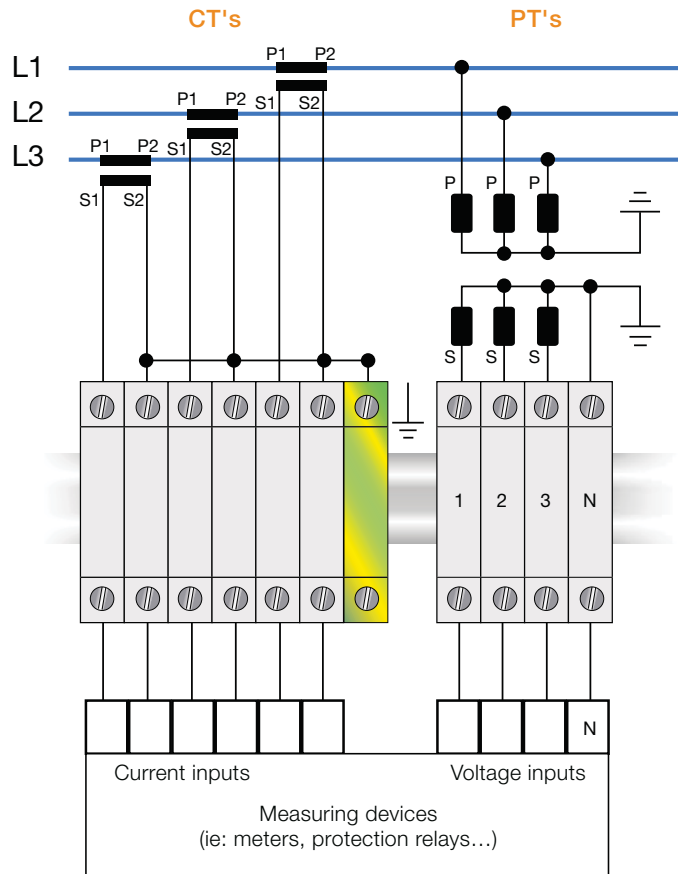 CT's PT's
P1 P2
L1
S1 S2
P1 P2
L2
S1 S2
P1 P2
L3
S1 S2
P P P
S S S
1 2 3 N
N
Current inputs Voltage inputs
Measuring devices
(ie: meters, protection relays...)